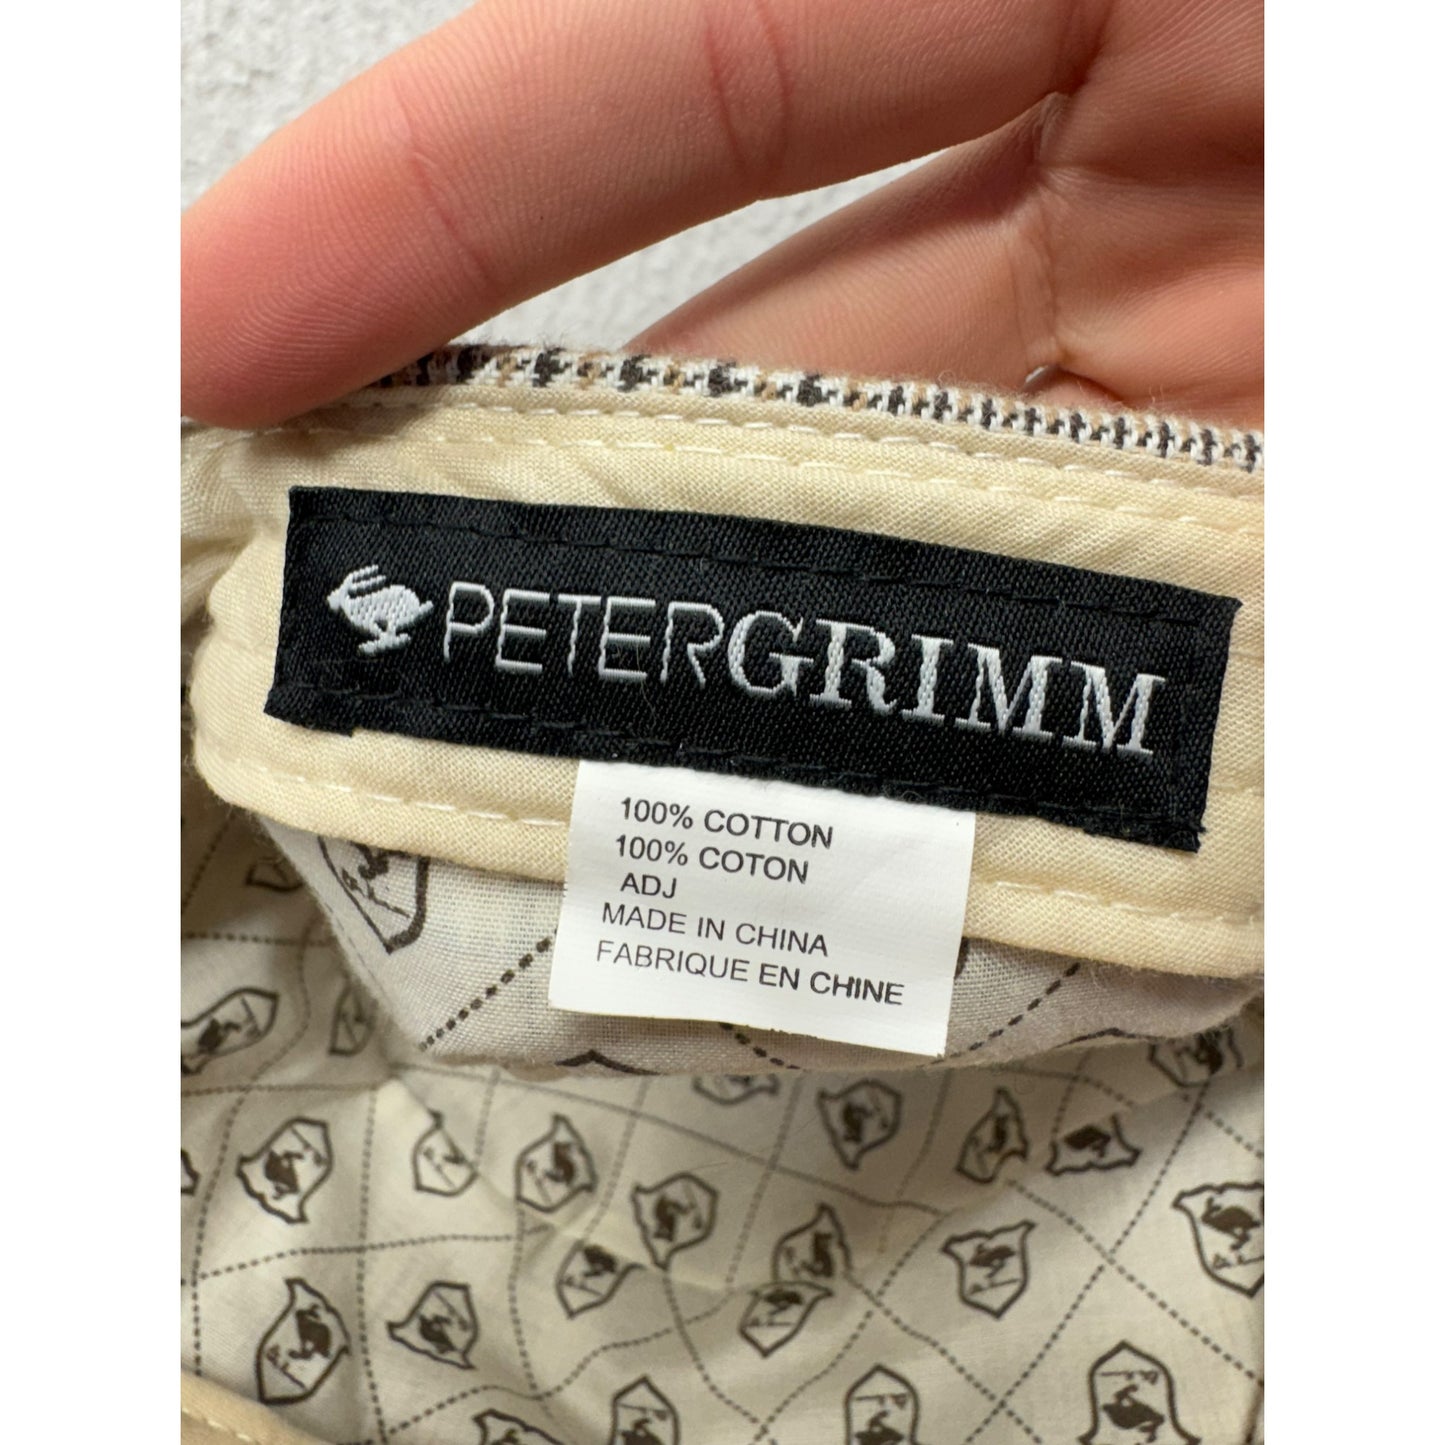 PETERGRIMM
100% COTTON
100% COTON
ADJ
MADE IN CHINA
FABRIQUE EN CHINE